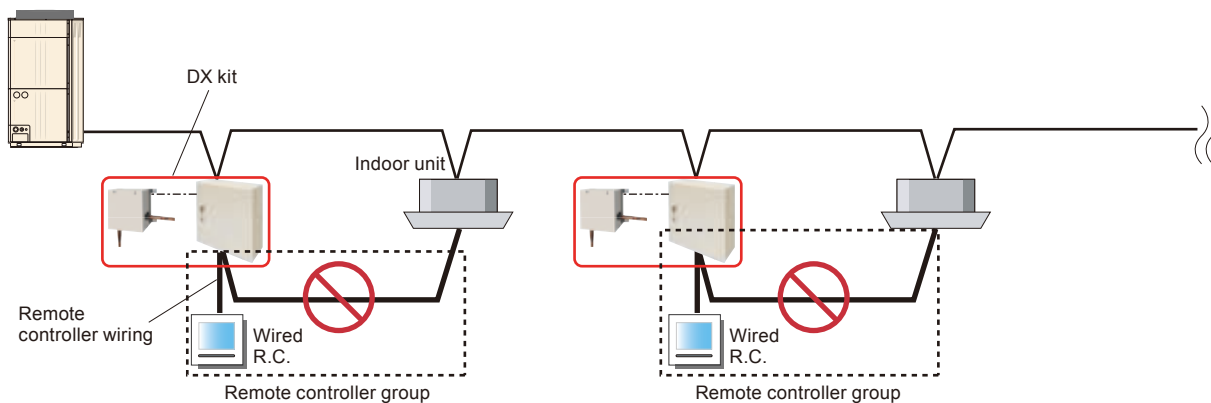 DX kit
Indoor unit
Remote
controller wiring
Wired
R.C.
Remote controller group
Wired
R.C.
Remote controller group